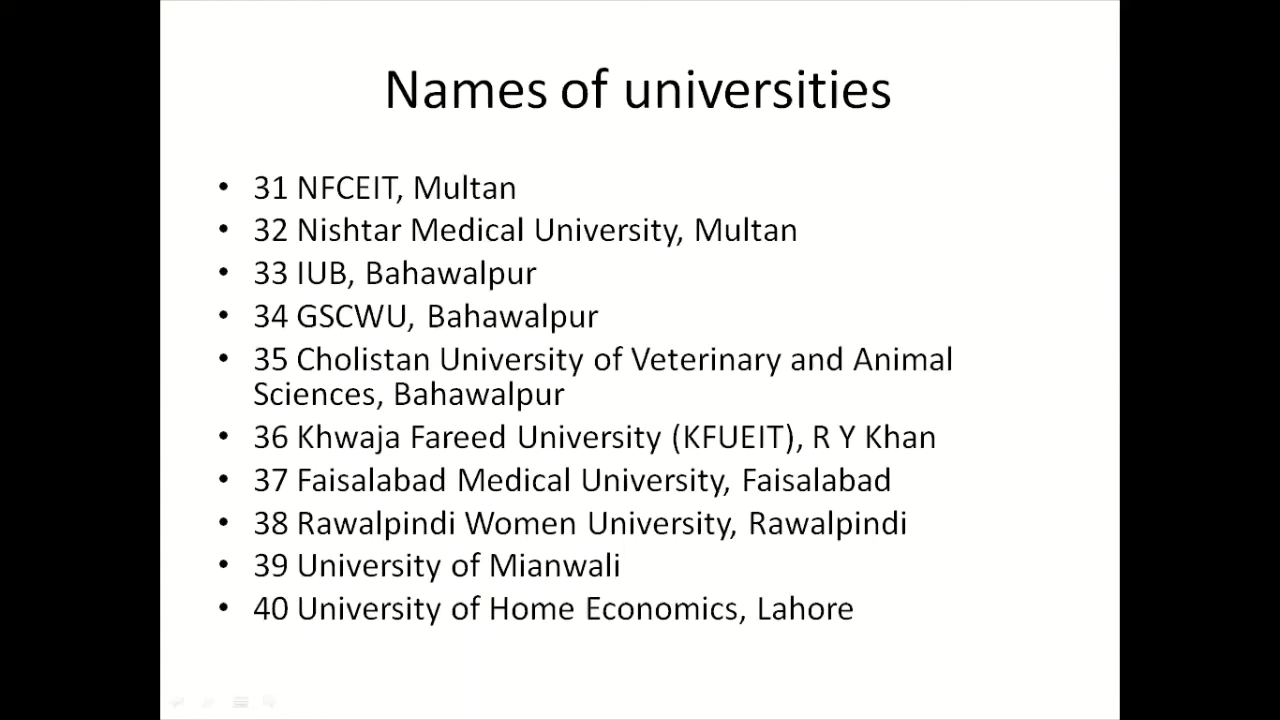 Names of universities
• 31 NFCEIT, Multan
• 32 Nishtar Medical University, Multan
• 33 IUB, Bahawalpur
• 34 GSCWU, Bahawalpur
• 35 Cholistan University of Veterinary and Animal
Sciences, Bahawalpur
• 36 Khwaja Fareed University (KFUEIT), R Y Khan
• 37 Faisalabad Medical University, Faisalabad
• 38 Rawalpindi Women University, Rawalpindi
• 39 University of Mianwali
• 40 University of Home Economics, Lahore